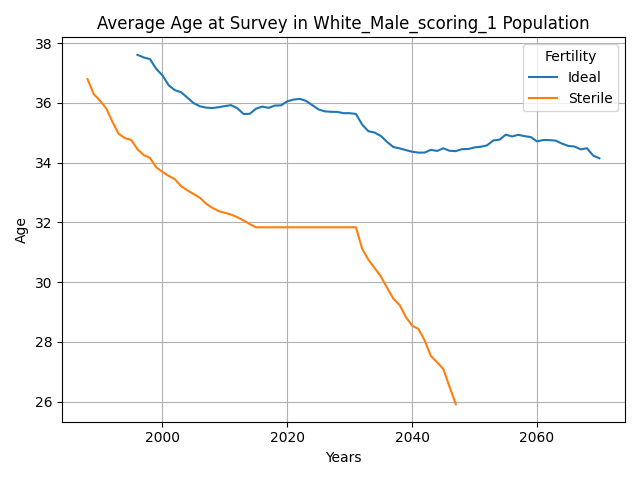 Average Age at Survey in White_Male_scoring_1 Population
Fertility
Ideal
Sterile
Age
38
36
34
32
30
28
26
2000 2020 2040 2060
Years